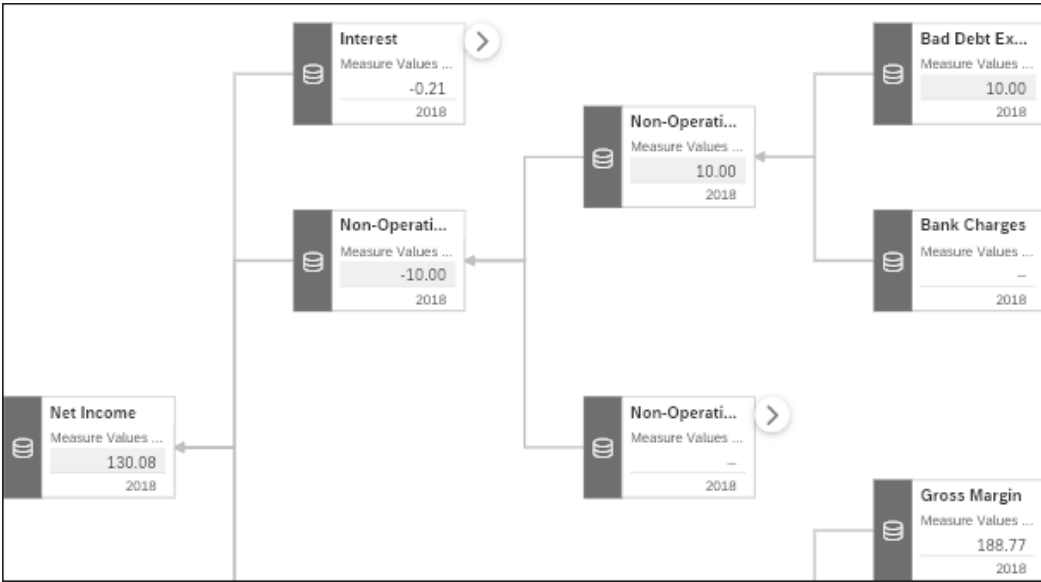 Interest
Measure Values ...
-0.21
2018
Bad Debt Ex...
Measure Values ...
10.00
2018
Non-Operati...
Measure Values ...
10.00
2018
Non-Operati...
Measure Values ...
-10.00
2018
Bank Charges
Measure Values ...
–
2018
Net Income
Measure Values ...
130.08
2018
Non-Operati...
Measure Values ...
–
2018
Gross Margin
Measure Values ...
188.77
2018